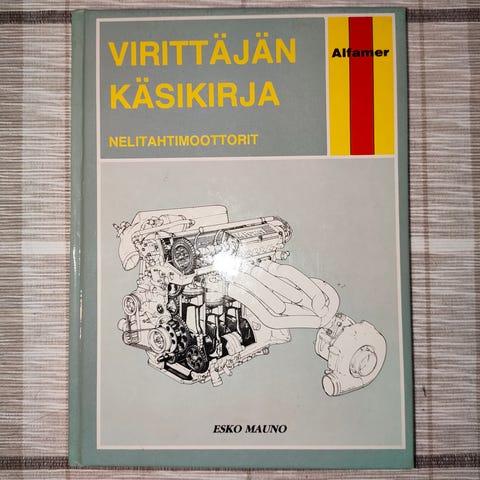 VIRITTÄJÄN
KÄSIKIRJA
NELITAHTIMOOTTORIT
Alfamer
ESKO MAUNO